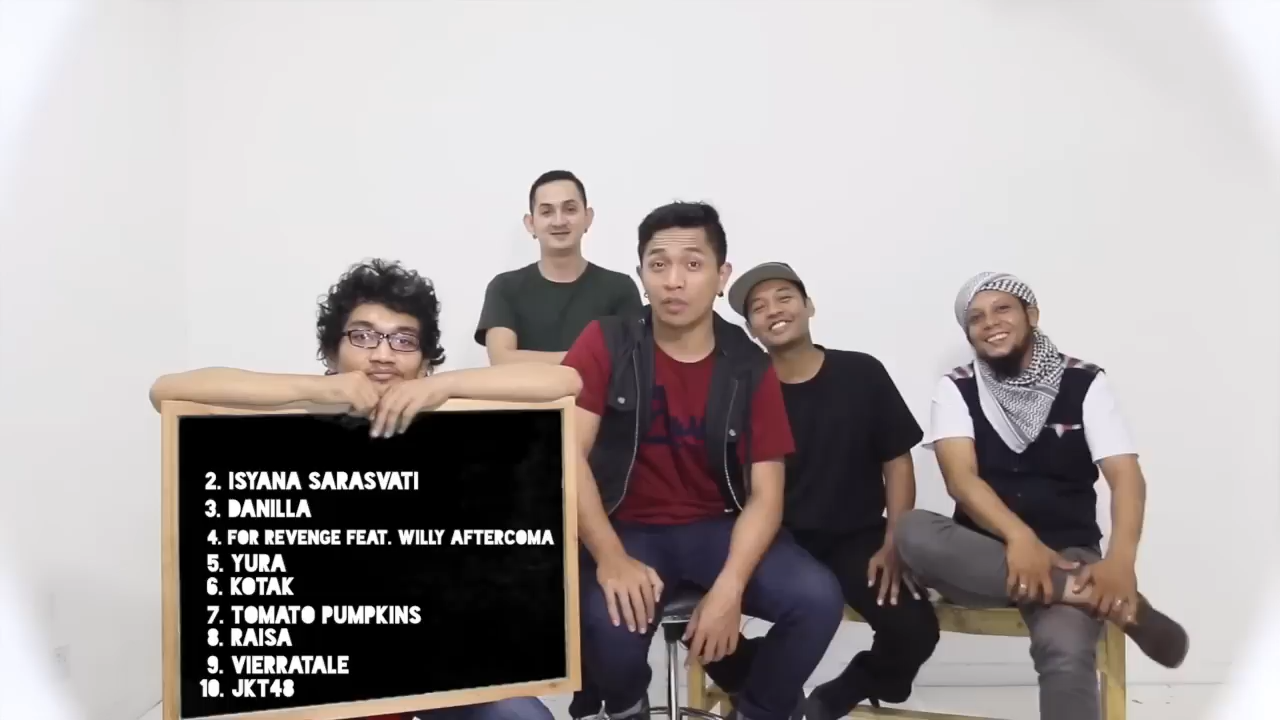 2. ISYANA SARASVATI
3. DANILLA
4. FOR REVENGE FEAT. WILLY AFTERCOMA
5. YURA
6. KOTAK
7. TOMATO PUMPKINS
8. RAISA
9. VIERRATALE
10. JKT48